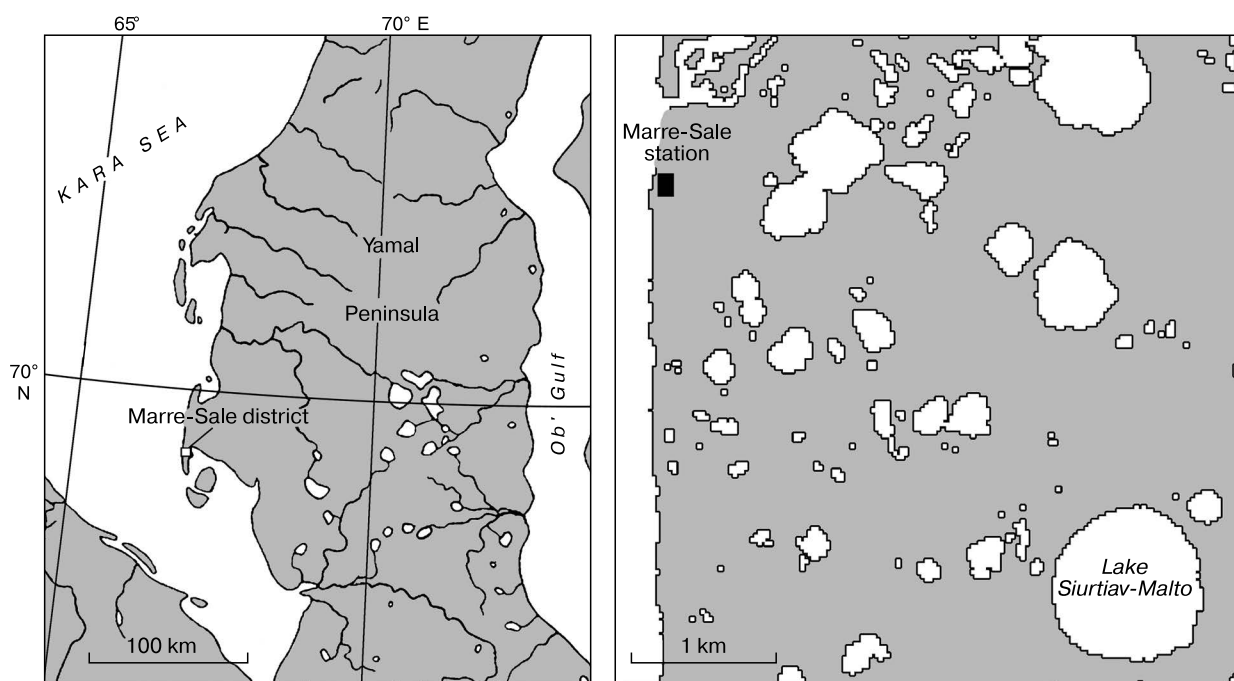 65°
70° E
KARA SEA
Yamal
Peninsula
70°
N
Marre-Sale district
Ob' Gulf
100 km
Marre-Sale
station
Lake
Siurtiav-Malto
1 km